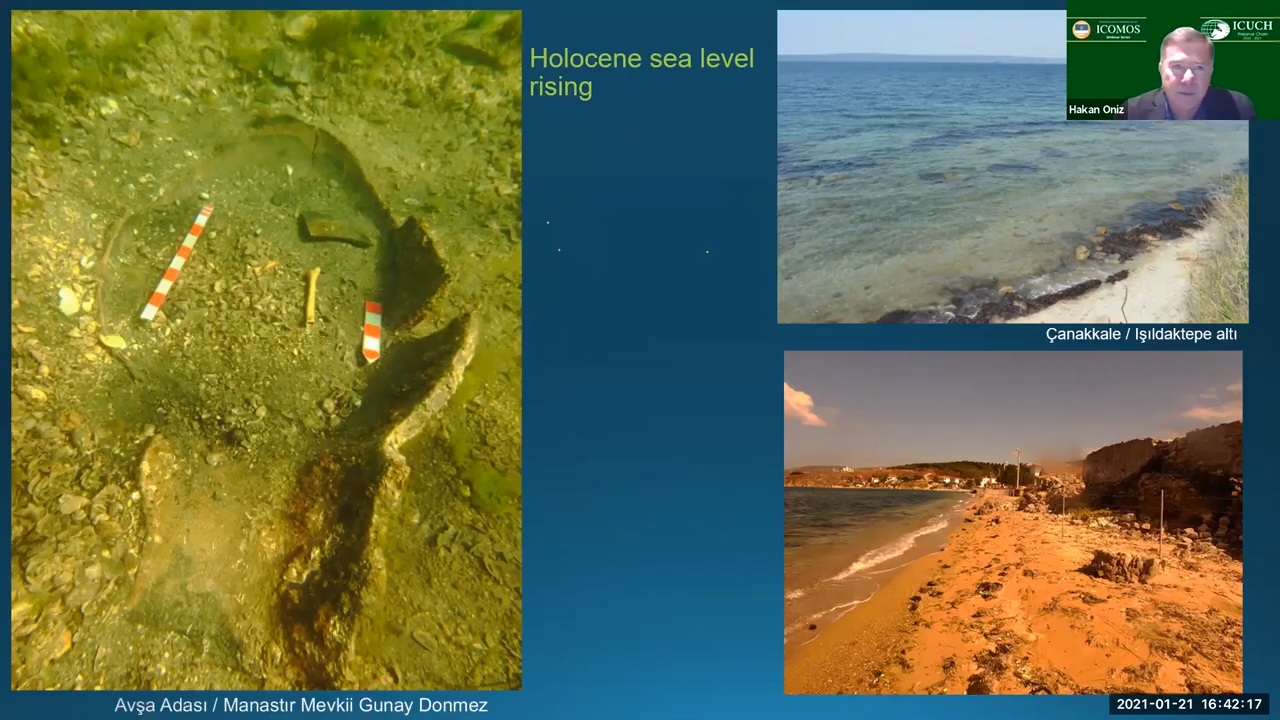 Holocene sea level
rising
ICOMOS
ICUCH
Hakan Oniz
Çanakkale / Işıldaktepe altı
Avşa Adası / Manastır Mevkii Gunay Donmez
2021-01-21 16:42:17